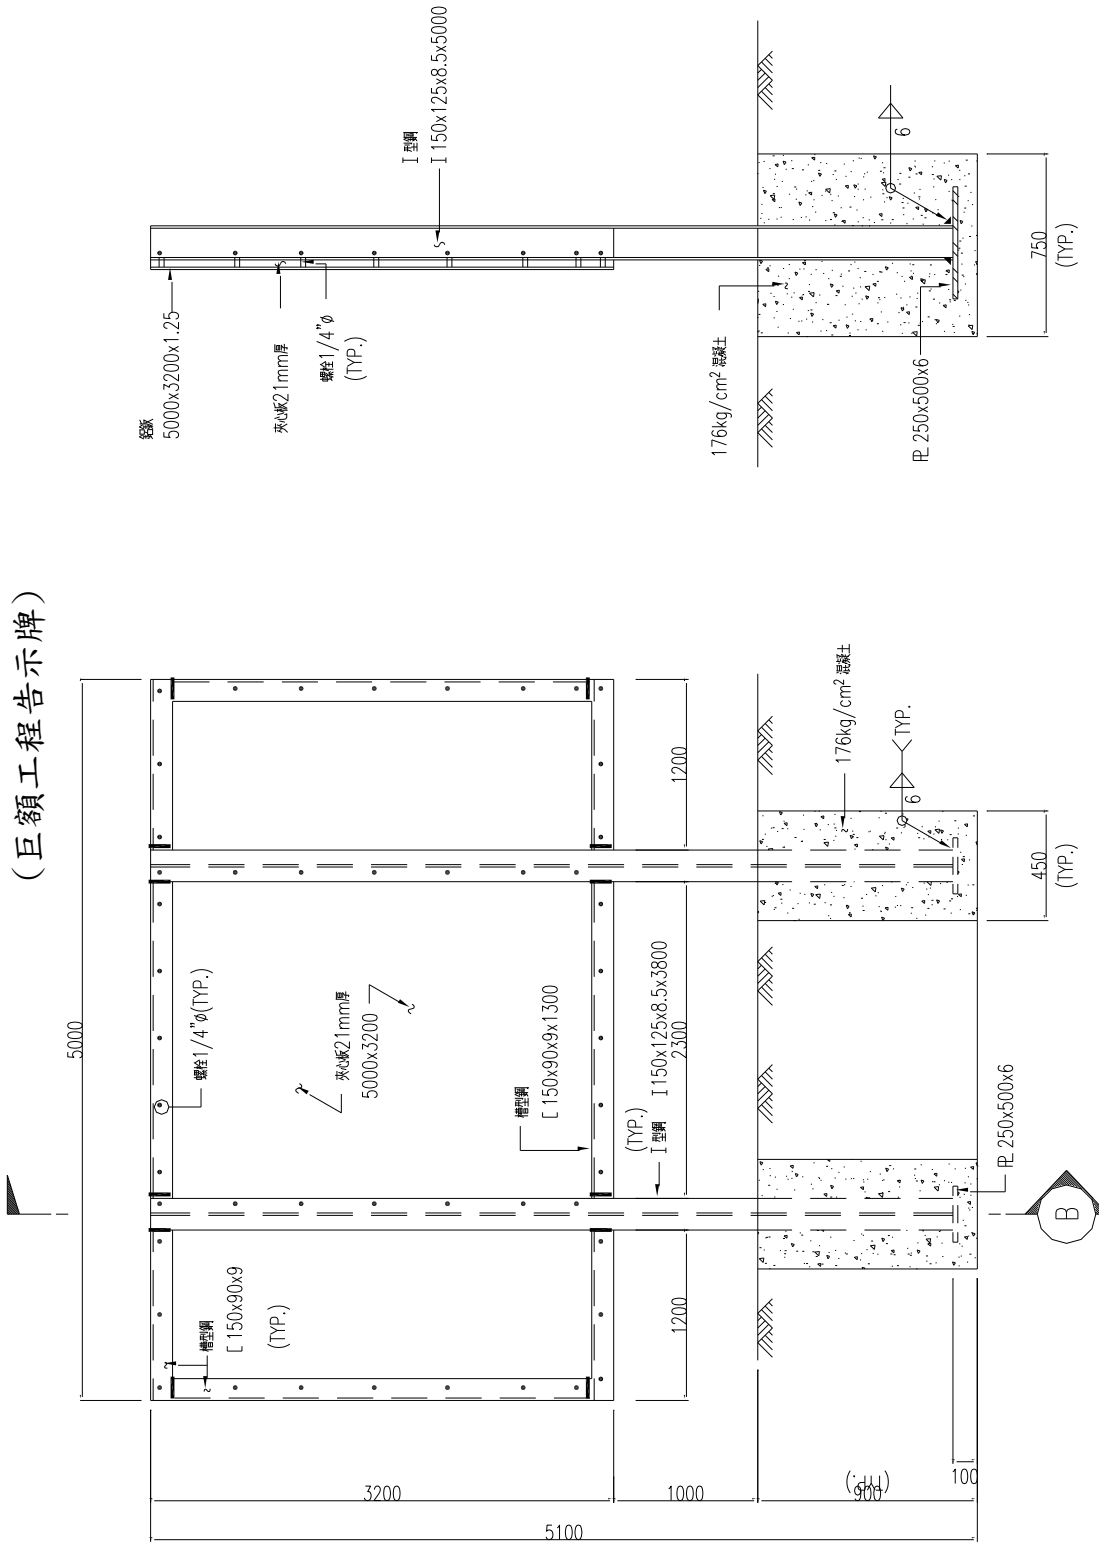 (巨額工程告示牌)
鋁鈑
5000x3200x1.25
夾心板21mm厚
螺栓1/4"ø
(TYP.)
I 型鋼
I 150x125x8.5x5000
176kg/cm² 混凝土
6
PL 250x500x6
750
(TYP.)
5000
螺栓1/4"ø(TYP.)
夾心板21mm厚
5000x3200
槽型鋼
[ 150x90x9x1300
槽型鋼
[ 150x90x9
(TYP.)
(TYP.)
I 型鋼
I150x125x8.5x3800
1200
2300
1200
176kg/cm² 混凝土
TYP.
6
450
(TYP.)
PL 250x500x6
B
3200
1000
900
(TYP.)
100
5100